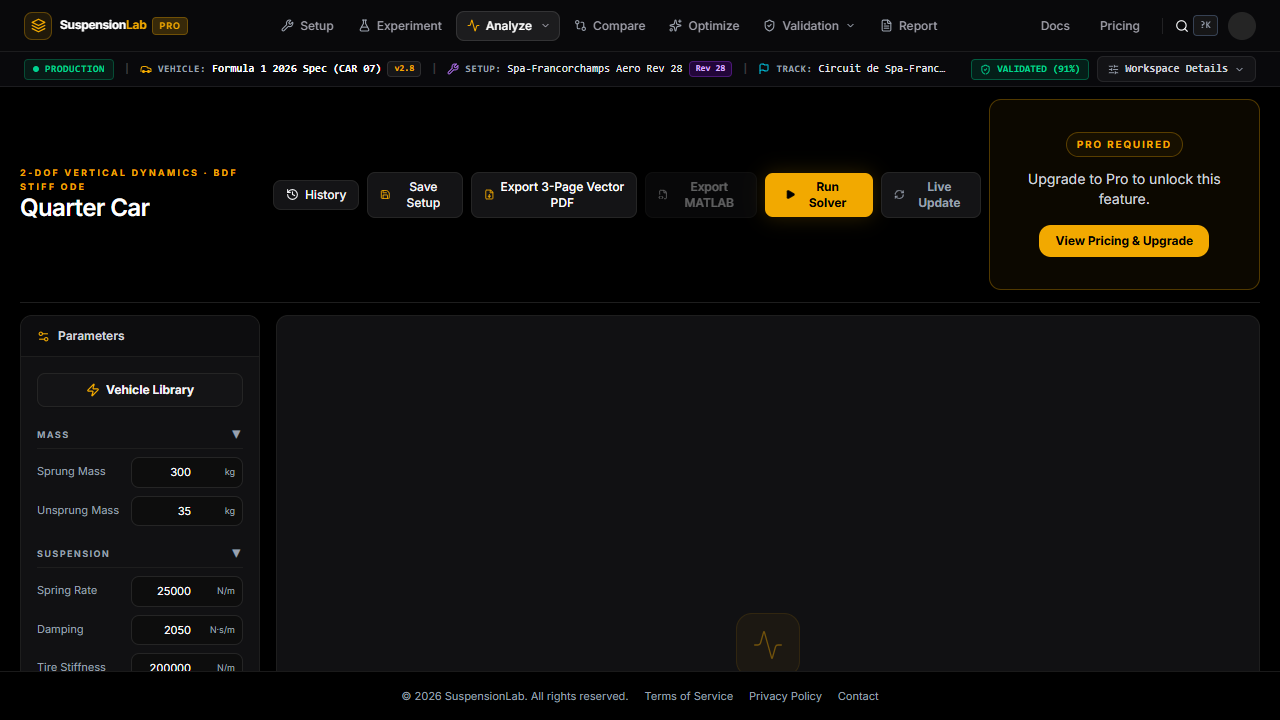 SuspensionLab PRO Setup Experiment Analyze Compare Optimize Validation Report Docs Pricing ?K
PRODUCTION | VEHICLE: Formula 1 2026 Spec (CAR 07) v2.8 | SETUP: Spa-Francorchamps Aero Rev 28 Rev 28 | TRACK: Circuit de Spa-Franc… VALIDATED (91%) Workspace Details
2-DOF VERTICAL DYNAMICS · BDF
STIFF ODE
Quarter Car
History
Save
Setup
Export 3-Page Vector
PDF
Export
MATLAB
Run
Solver
Live
Update
PRO REQUIRED
Upgrade to Pro to unlock this
feature.
View Pricing & Upgrade
Parameters
Vehicle Library
MASS ▼
Sprung Mass 300 kg
Unsprung Mass 35 kg
SUSPENSION ▼
Spring Rate 25000 N/m
Damping 2050 N·s/m
Tire Stiffness 200000 N/m
© 2026 SuspensionLab. All rights reserved. Terms of Service Privacy Policy Contact